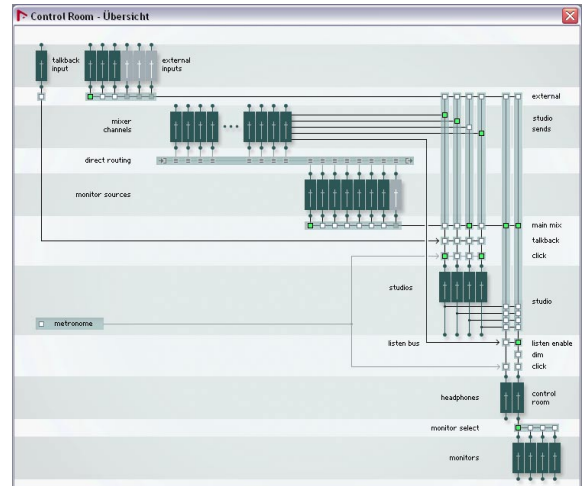 Control Room - Übersicht
talkback
input
external
inputs
external
mixer
channels
studio
sends
direct routing
monitor sources
main mix
talkback
click
studios
studio
metronome
listen bus
listen enable
dim
click
headphones
control
room
monitor select
monitors